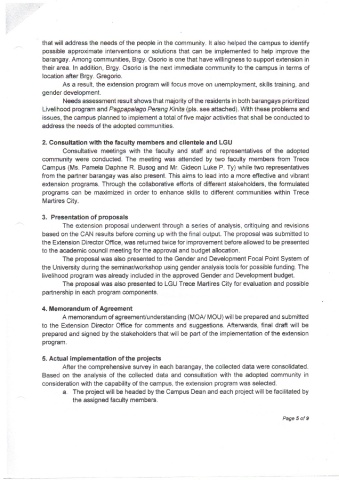 that will address the needs of the people in the community. It also helped the campus to identify
possible approximate interventions or solutions that can be implemented to help improve the
barangay. Among communities, Brgy. Osorio is one that have willingness to support extension in
their area. In addition, Brgy. Osorio is the next immediate community to the campus in terms of
location after Brgy. Gregorio.
As a result, the extension program will focus move on unemployment, skills training, and
gender development.
Needs assessment result shows that majority of the residents in both barangays prioritized
Livelihood program and Pagpapalago Perang Kinita (pls. see attached). With these problems and
issues, the campus planned to implement a total of five major activities that shall be conducted to
address the needs of the adopted communities.
2. Consultation with the faculty members and clientele and LGU
Consultative meetings with the faculty and staff and representatives of the adopted
community were conducted. The meeting was attended by two faculty members from Trece
Campus (Ms. Pamela Daphne R. Busog and Mr. Gideon Luke P. Ty) while two representatives
from the partner barangay was also present. This aims to lead into a more effective and vibrant
extension programs. Through the collaborative efforts of different stakeholders, the formulated
programs can be maximized in order to enhance skills to different communities within Trece
Martires City.
3. Presentation of proposals
The extension proposal underwent through a series of analysis, critiquing and revisions
based on the CAN results before coming up with the final output. The proposal was submitted to
the Extension Director Office, was returned twice for improvement before allowed to be presented
to the academic council meeting for the approval and budget allocation.
The proposal was also presented to the Gender and Development Focal Point System of
the University during the seminar/workshop using gender analysis tools for possible funding. The
livelihood program was already included in the approved Gender and Development budget.
The proposal was also presented to LGU Trece Martires City for evaluation and possible
partnership in each program components.
4. Memorandum of Agreement
A memorandum of agreement/understanding (MOA/ MOU) will be prepared and submitted
to the Extension Director Office for comments and suggestions. Afterwards, final draft will be
prepared and signed by the stakeholders that will be part of the implementation of the extension
program.
5. Actual implementation of the projects
After the comprehensive survey in each barangay, the collected data were consolidated.
Based on the analysis of the collected data and consultation with the adopted community in
consideration with the capability of the campus, the extension program was selected.
a. The project will be headed by the Campus Dean and each project will be facilitated by
the assigned faculty members.
Page 5 of 9